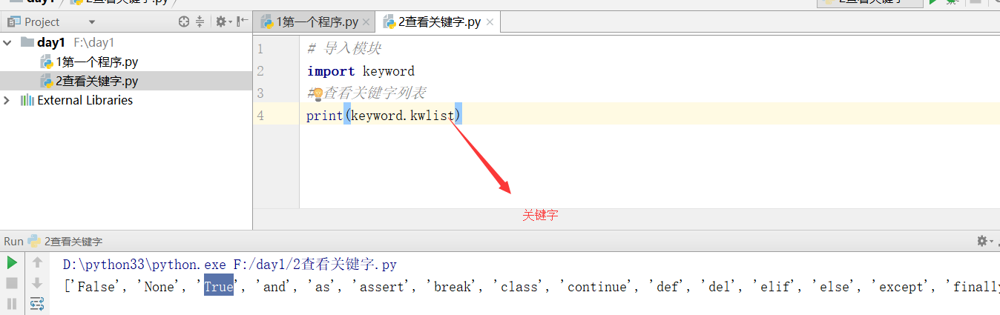 day1 2查看关键字.py 2查看关键字
Project 1第一个程序.py 2查看关键字.py
day1 F:\day1
1第一个程序.py
2查看关键字.py
External Libraries
1 # 导入模块
2 import keyword
3 # 查看关键字列表
4 print(keyword.kwlist)
关键字
Run 2查看关键字
D:\python33\python.exe F:/day1/2查看关键字.py
['False', 'None', 'True', 'and', 'as', 'assert', 'break', 'class', 'continue', 'def', 'del', 'elif', 'else', 'except', 'finally